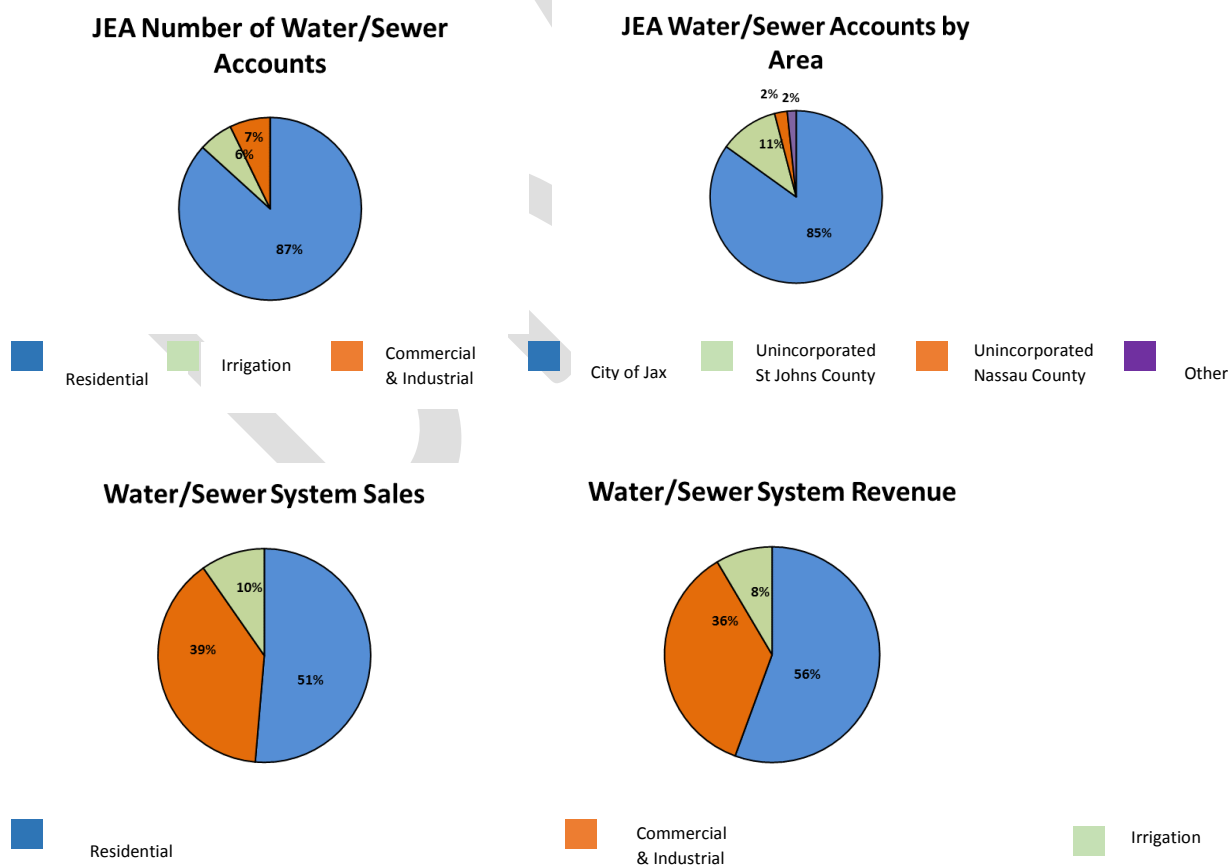 JEA Number of Water/Sewer
Accounts
7%
6%
87%
Residential
Irrigation
Commercial
& Industrial
JEA Water/Sewer Accounts by
Area
2% 2%
11%
85%
City of Jax
Unincorporated
St Johns County
Unincorporated
Nassau County
Other
Water/Sewer System Sales
10%
39%
51%
Water/Sewer System Revenue
8%
36%
56%
Residential
Commercial
& Industrial
Irrigation